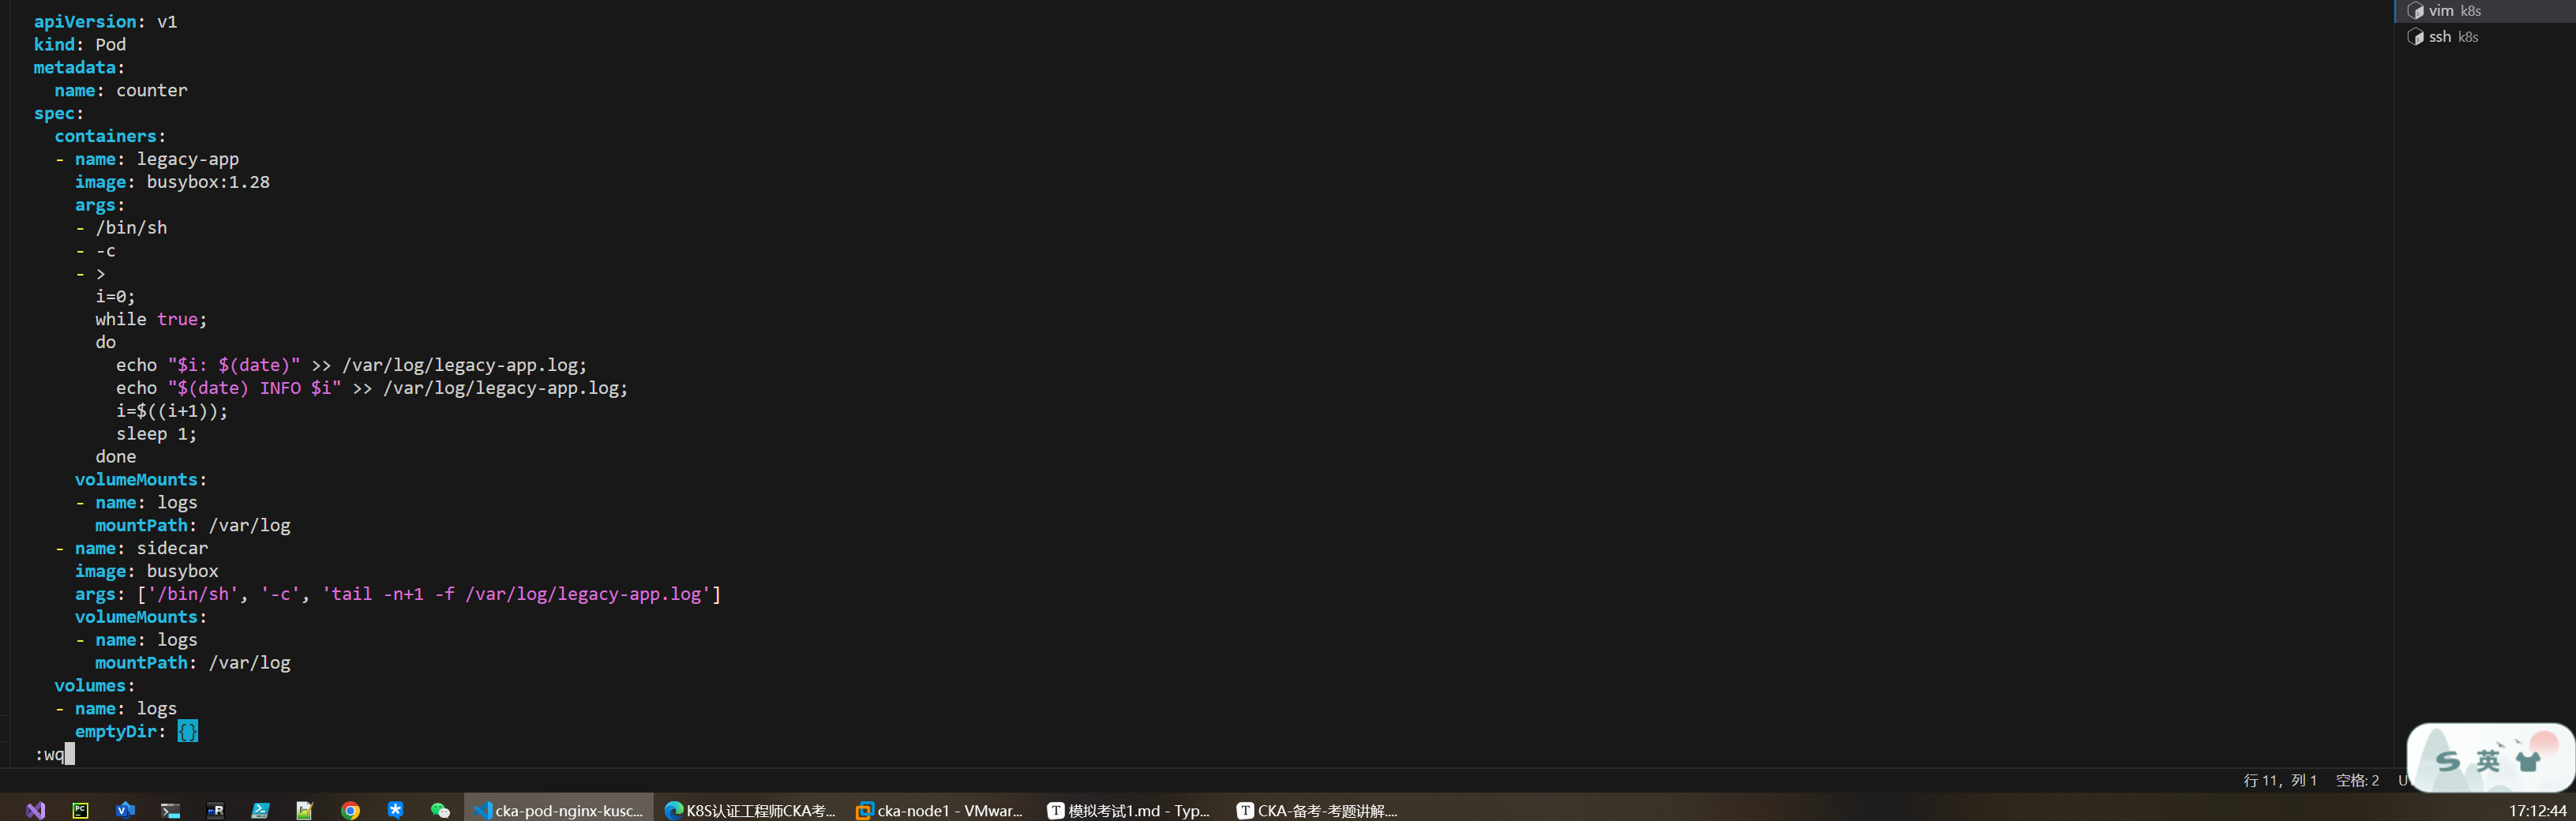 apiVersion: v1
kind: Pod
metadata:
  name: counter
spec:
  containers:
  - name: legacy-app
    image: busybox:1.28
    args:
    - /bin/sh
    - -c
    - >
      i=0;
      while true;
      do
        echo "$i: $(date)" >> /var/log/legacy-app.log;
        echo "$(date) INFO $i" >> /var/log/legacy-app.log;
        i=$((i+1));
        sleep 1;
      done
    volumeMounts:
    - name: logs
      mountPath: /var/log
  - name: sidecar
    image: busybox
    args: ['/bin/sh', '-c', 'tail -n+1 -f /var/log/legacy-app.log']
    volumeMounts:
    - name: logs
      mountPath: /var/log
  volumes:
  - name: logs
    emptyDir: {}
:wq
vim k8s
ssh k8s
S 英
行 11，列 1 空格: 2 U
cka-pod-nginx-kusc... K8S认证工程师CKA考... cka-node1 - VMwar... 模拟考试1.md - Typ... CKA-备考-考题讲解.... 17:12:44